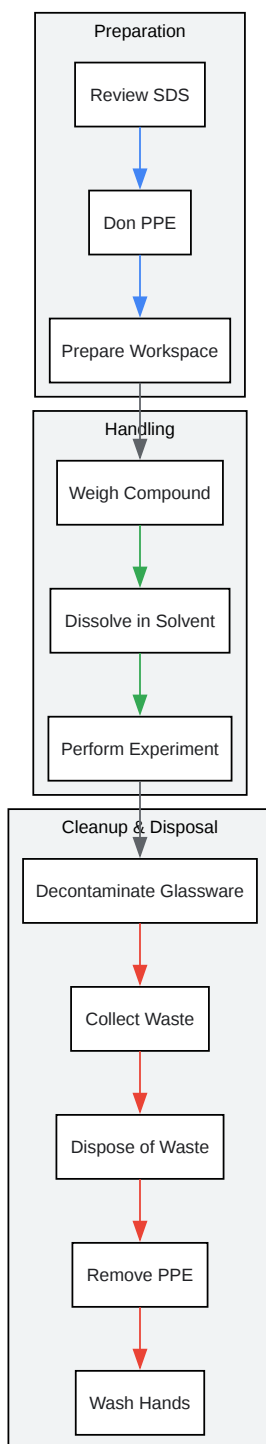 Preparation
Review SDS
Don PPE
Prepare Workspace
Handling
Weigh Compound
Dissolve in Solvent
Perform Experiment
Cleanup & Disposal
Decontaminate Glassware
Collect Waste
Dispose of Waste
Remove PPE
Wash Hands